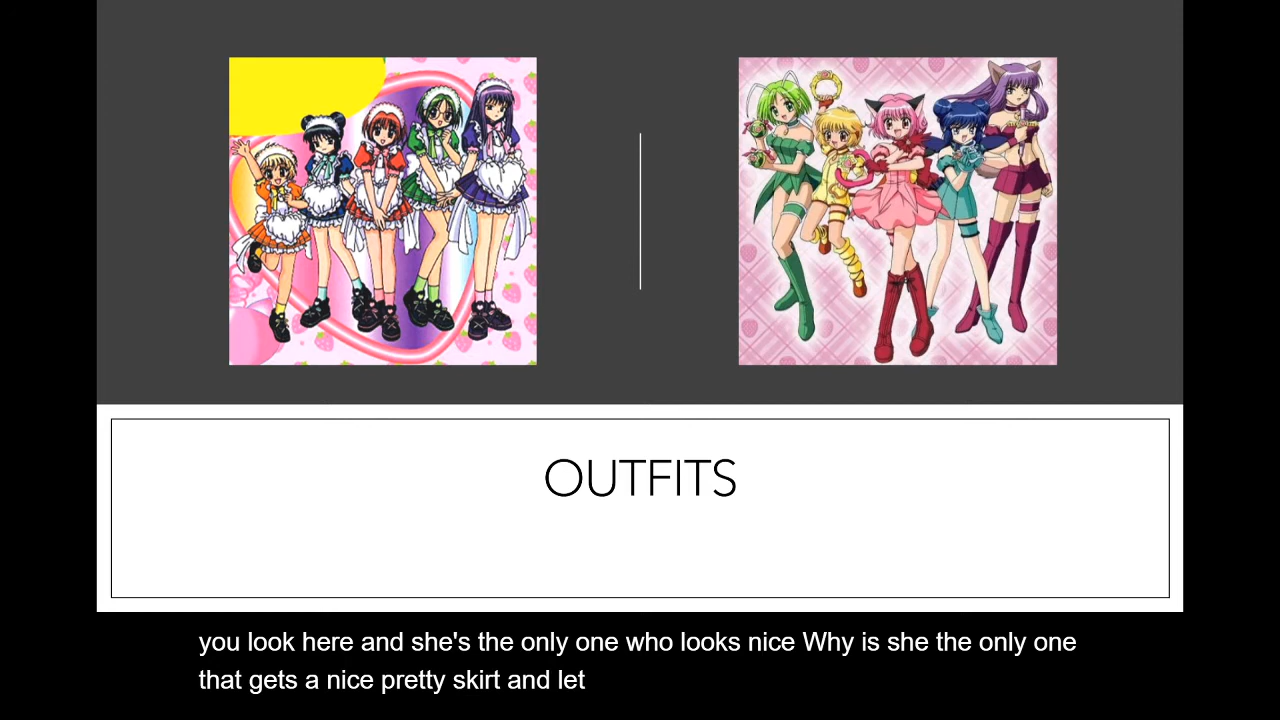 OUTFITS
you look here and she's the only one who looks nice Why is she the only one
that gets a nice pretty skirt and let